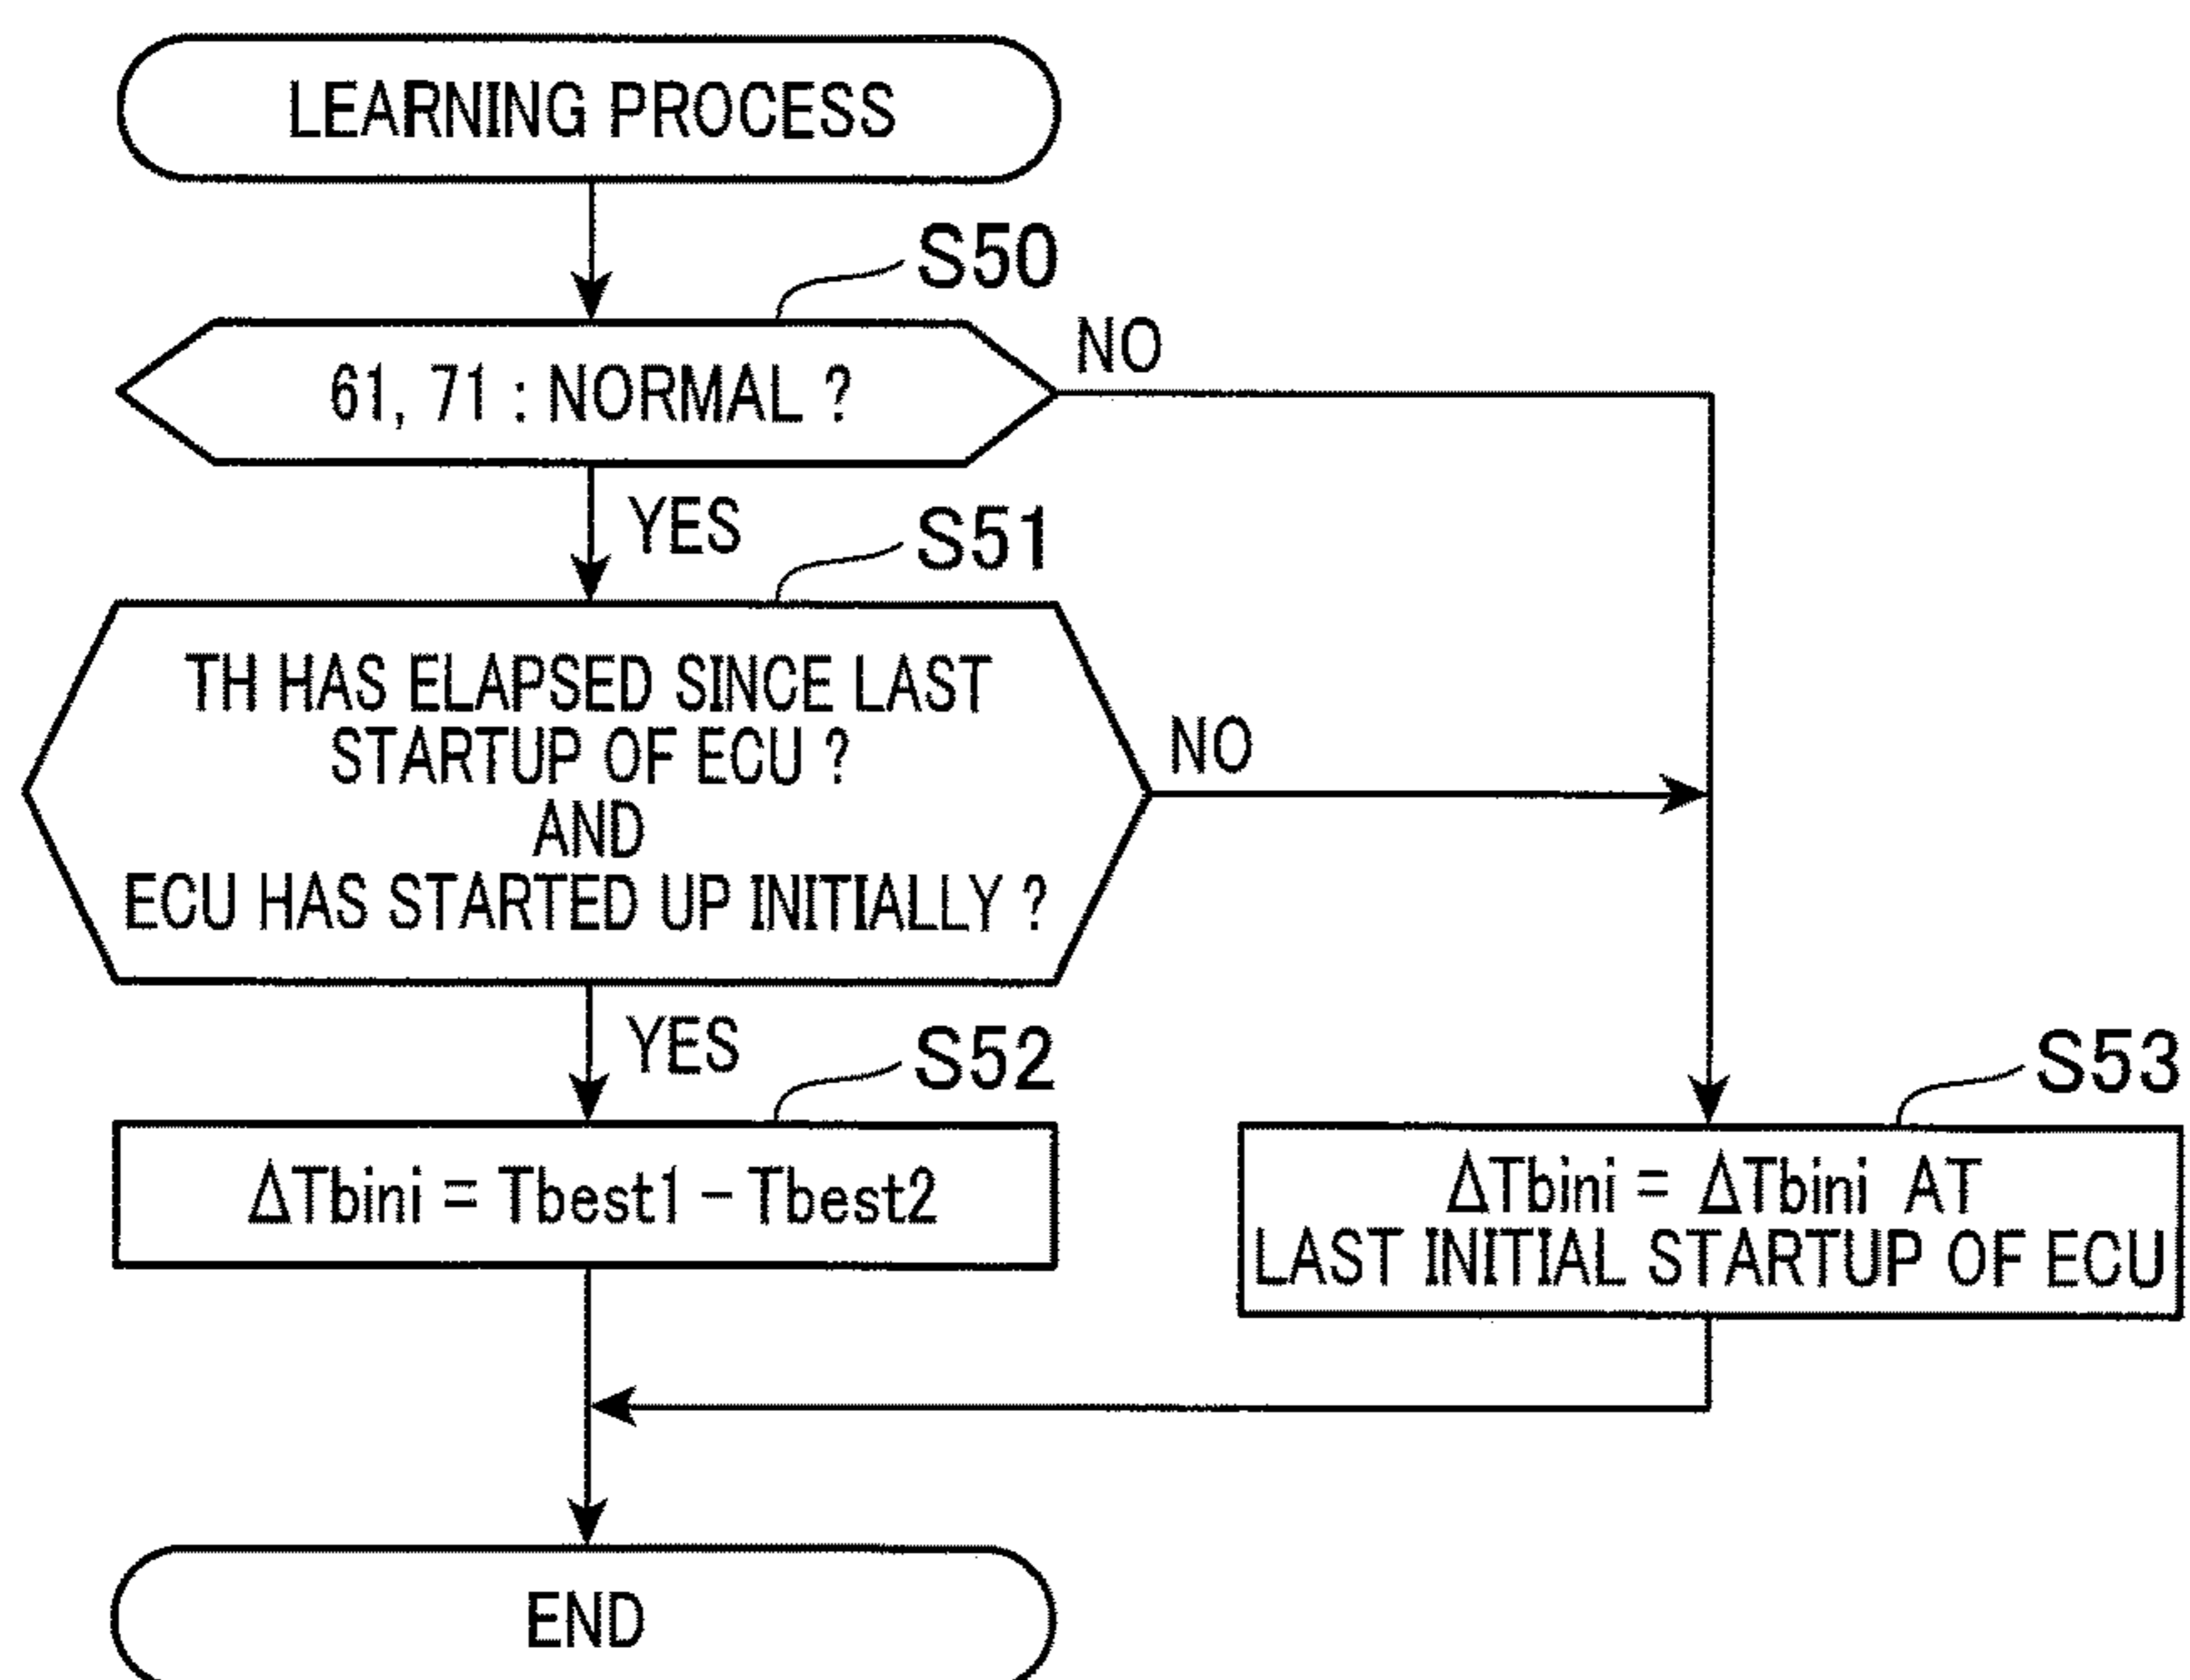 LEARNING PROCESS
S50
61, 71 : NORMAL ?
NO
YES
S51
TH HAS ELAPSED SINCE LAST
STARTUP OF ECU ?
AND
ECU HAS STARTED UP INITIALLY ?
NO
YES
S52
ΔTbini = Tbest1 − Tbest2
S53
ΔTbini = ΔTbini AT
LAST INITIAL STARTUP OF ECU
END